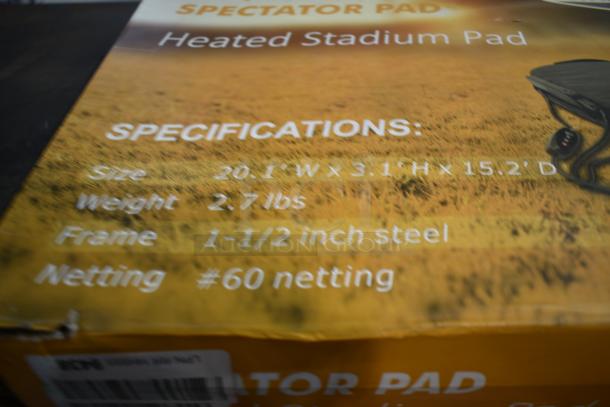 SPECTATOR PAD
Heated Stadium Pad
SPECIFICATIONS:
Size 20.1' W x 3.1' H x 15.2' D
Weight 2.7 lbs
Frame 1-1/2 inch steel
Netting #60 netting
ATOR PAD